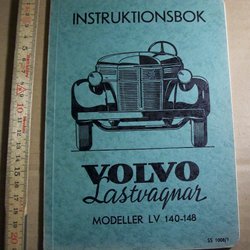 INSTRUKTIONSBOK
VOLVO
Lastvagnar
MODELLER LV 140-148